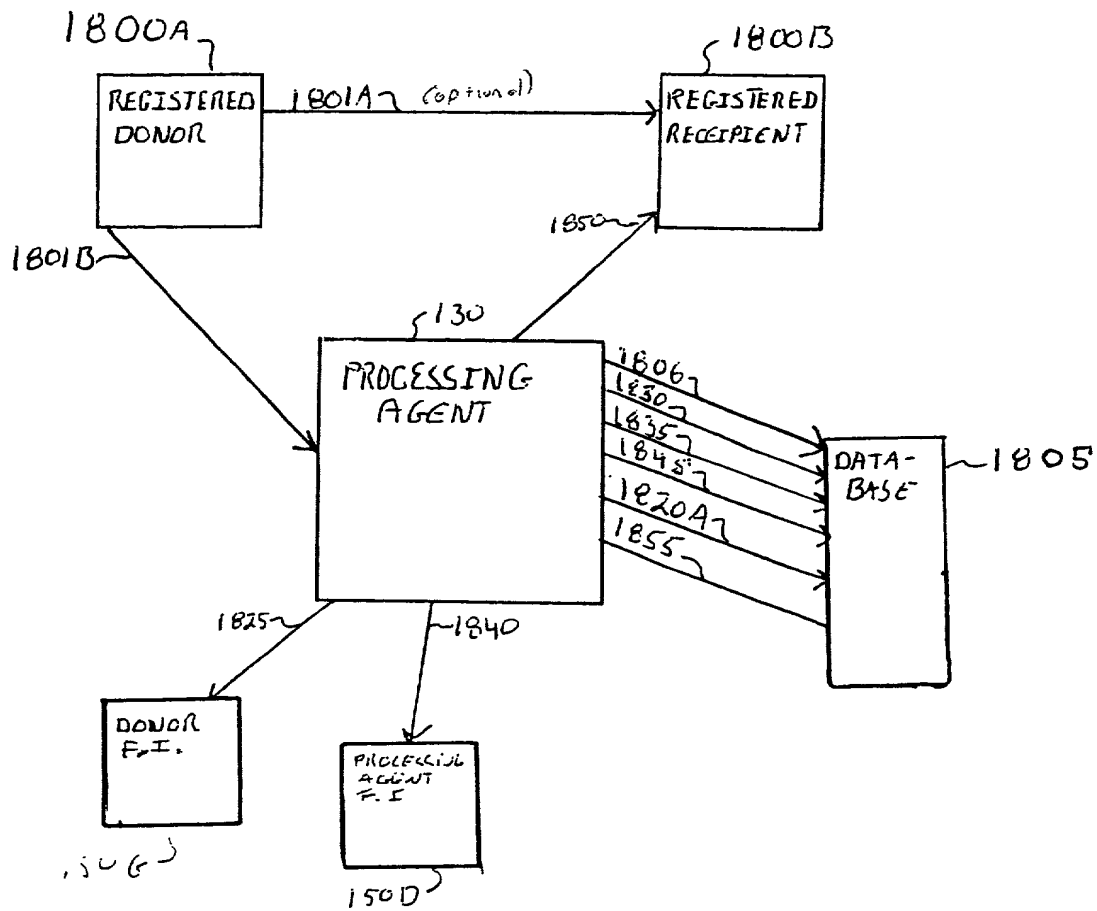 1800A
1800B
REGISTERED
DONOR
1801A
(optional)
REGISTERED
RECEIPIENT
1850
1801B
130
PROCESSING
AGENT
1806
1830
1835
1845
1820A
1855
DATA-
BASE
1805
1825
1840
DONOR
F.I.
PROCESSING
AGENT
F.I
150D